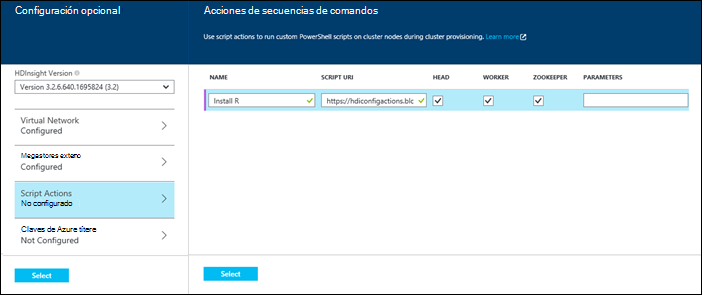 Configuración opcional
HDInsight Version
Version 3.2.6.640.1695824 (3.2)
Virtual Network
Configured
Megastores exteno
Configured
Script Actions
No configurado
Claves de Azure títere
Not Configured
Select
Acciones de secuencias de comandos
Use script actions to run custom PowerShell scripts on cluster nodes during cluster provisioning. Learn more
NAME SCRIPT URI HEAD WORKER ZOOKEEPER PARAMETERS
Install R https://hdiconfigactions.blc
Select